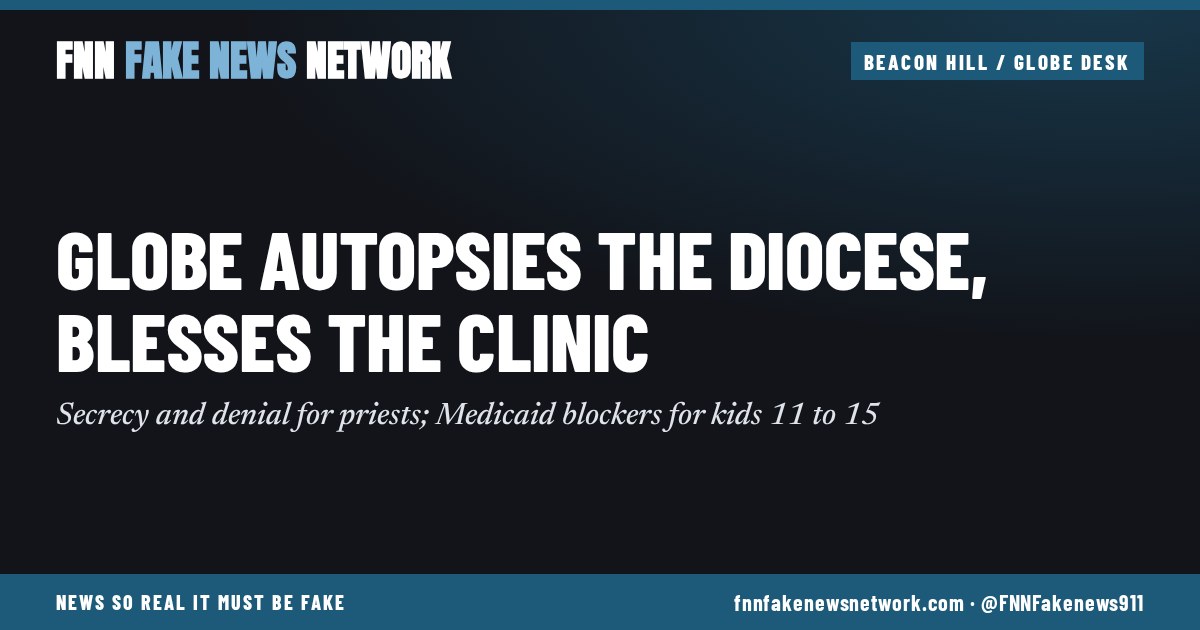 FNN FAKE NEWS NETWORK
BEACON HILL / GLOBE DESK
GLOBE AUTOPSIES THE DIOCESE,
BLESSES THE CLINIC
Secrecy and denial for priests; Medicaid blockers for kids 11 to 15
NEWS SO REAL IT MUST BE FAKE
fnnfakenewsnetwork.com · @FNNFakenews911